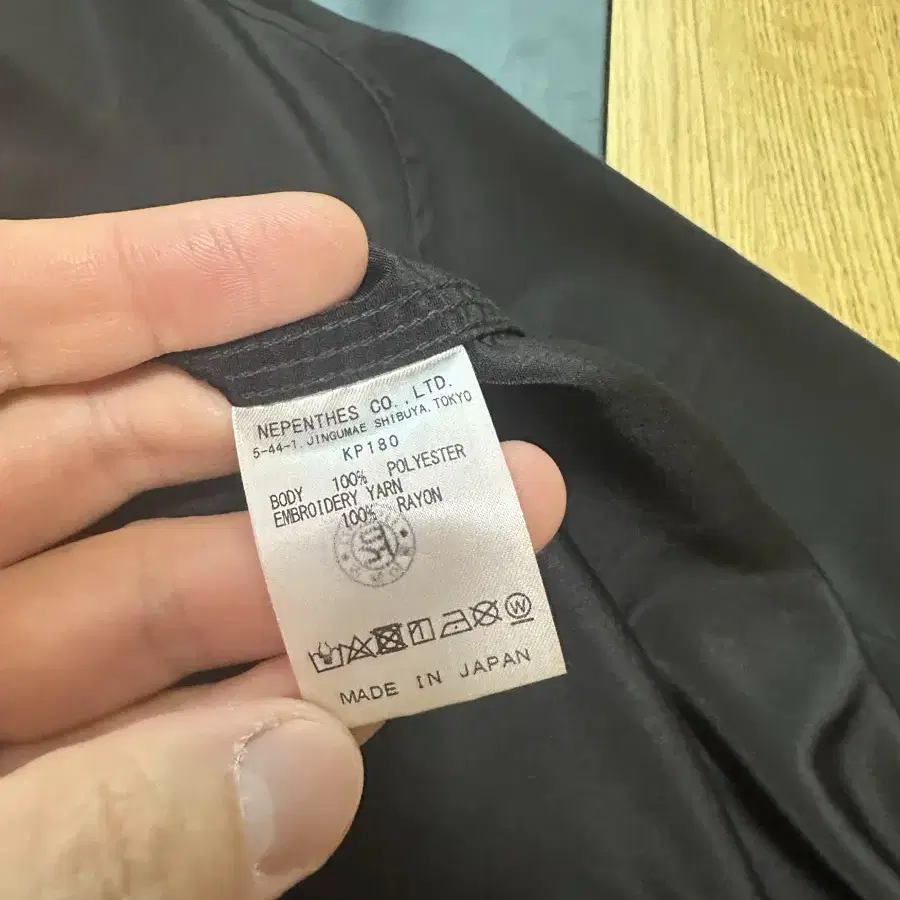 NEPENTHES CO.,LTD.
5-44-1, JINGUMAE SHIBUYA, TOKYO
KP180
BODY 100% POLYESTER
EMBROIDERY YARN
100% RAYON
W
MADE IN JAPAN